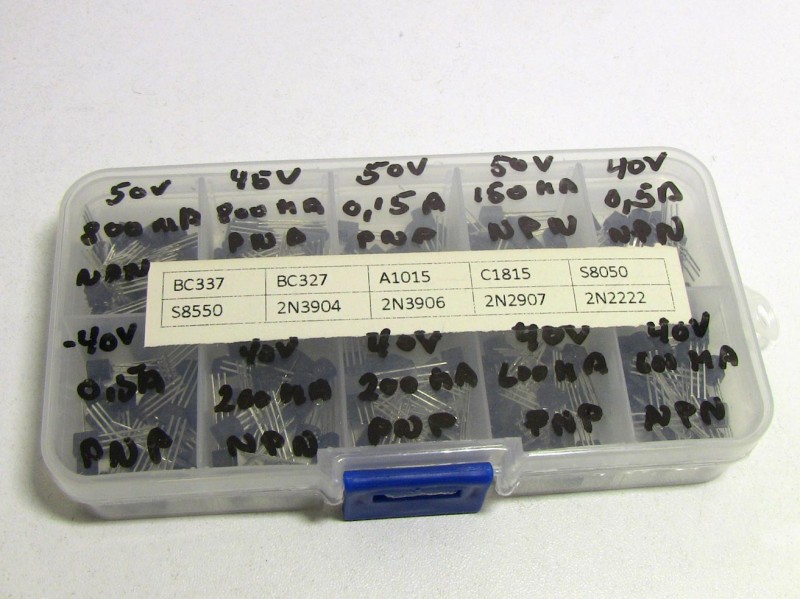 50V 45V 50V 50V 40V
800mA 800mA 0,15A 150mA 0,5A
NPN PNP PNP NPN NPN
BC337 BC327 A1015 C1815 S8050
S8550 2N3904 2N3906 2N2907 2N2222
-40V 40V 40V 40V 40V
0,5A 200mA 200mA 600mA 600mA
PNP NPN PNP PNP NPN